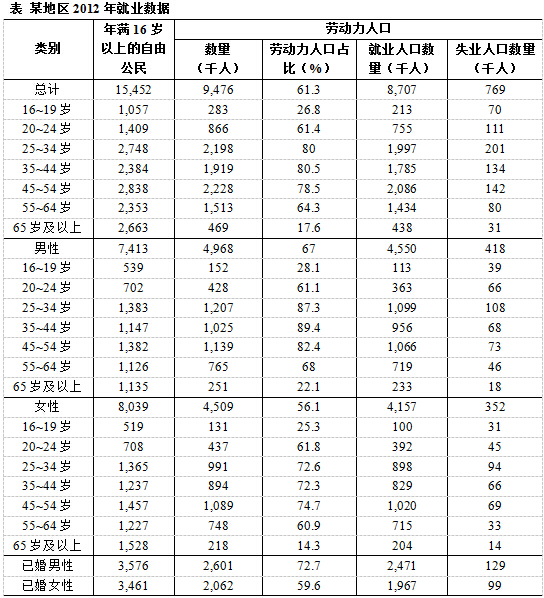 表 某地区 2012 年就业数据
类别 年满 16 岁以上的自由公民 劳动力人口
数量（千人） 劳动力人口占比（%） 就业人口数量（千人） 失业人口数量（千人）
总计 15,452 9,476 61.3 8,707 769
16~19 岁 1,057 283 26.8 213 70
20~24 岁 1,409 866 61.4 755 111
25~34 岁 2,748 2,198 80 1,997 201
35~44 岁 2,384 1,919 80.5 1,785 134
45~54 岁 2,838 2,228 78.5 2,086 142
55~64 岁 2,353 1,513 64.3 1,434 80
65 岁及以上 2,663 469 17.6 438 31
男性 7,413 4,968 67 4,550 418
16~19 岁 539 152 28.1 113 39
20~24 岁 702 428 61.1 363 66
25~34 岁 1,383 1,207 87.3 1,099 108
35~44 岁 1,147 1,025 89.4 956 68
45~54 岁 1,382 1,139 82.4 1,066 73
55~64 岁 1,126 765 68 719 46
65 岁及以上 1,135 251 22.1 233 18
女性 8,039 4,509 56.1 4,157 352
16~19 岁 519 131 25.3 100 31
20~24 岁 708 437 61.8 392 45
25~34 岁 1,365 991 72.6 898 94
35~44 岁 1,237 894 72.3 829 66
45~54 岁 1,457 1,089 74.7 1,020 69
55~64 岁 1,227 748 60.9 715 33
65 岁及以上 1,528 218 14.3 204 14
已婚男性 3,576 2,601 72.7 2,471 129
已婚女性 3,461 2,062 59.6 1,967 99